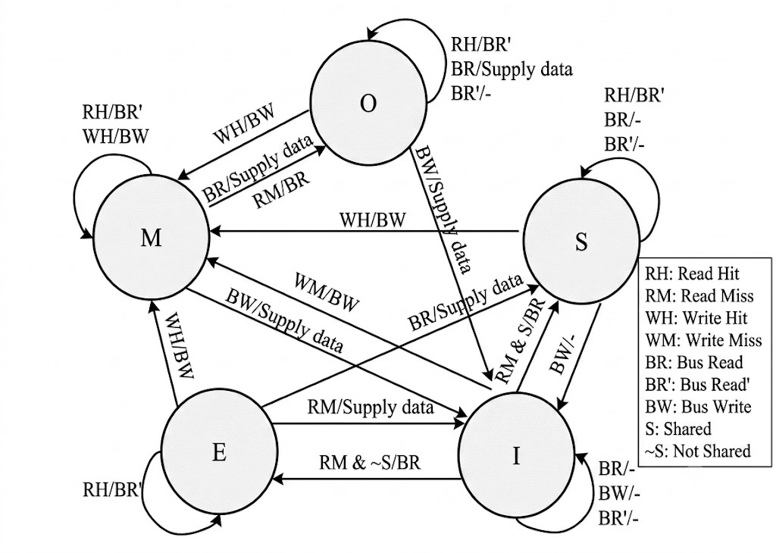 RH/BR'
BR/Supply data
BR'/-
O
RH/BR'
WH/BW
WH/BW
BR/Supply data
RM/BR
BW/Supply data
RH/BR'
BR/-
BR'/-
M
WH/BW
S
WM/BW
BW/Supply data
BR/Supply data
RM & S/BR
BW/-
WH/BW
RH: Read Hit
RM: Read Miss
WH: Write Hit
WM: Write Miss
BR: Bus Read
BR': Bus Read'
BW: Bus Write
S: Shared
~S: Not Shared
RM/Supply data
E
RM & ~S/BR
I
RH/BR'
BR/-
BW/-
BR'/-